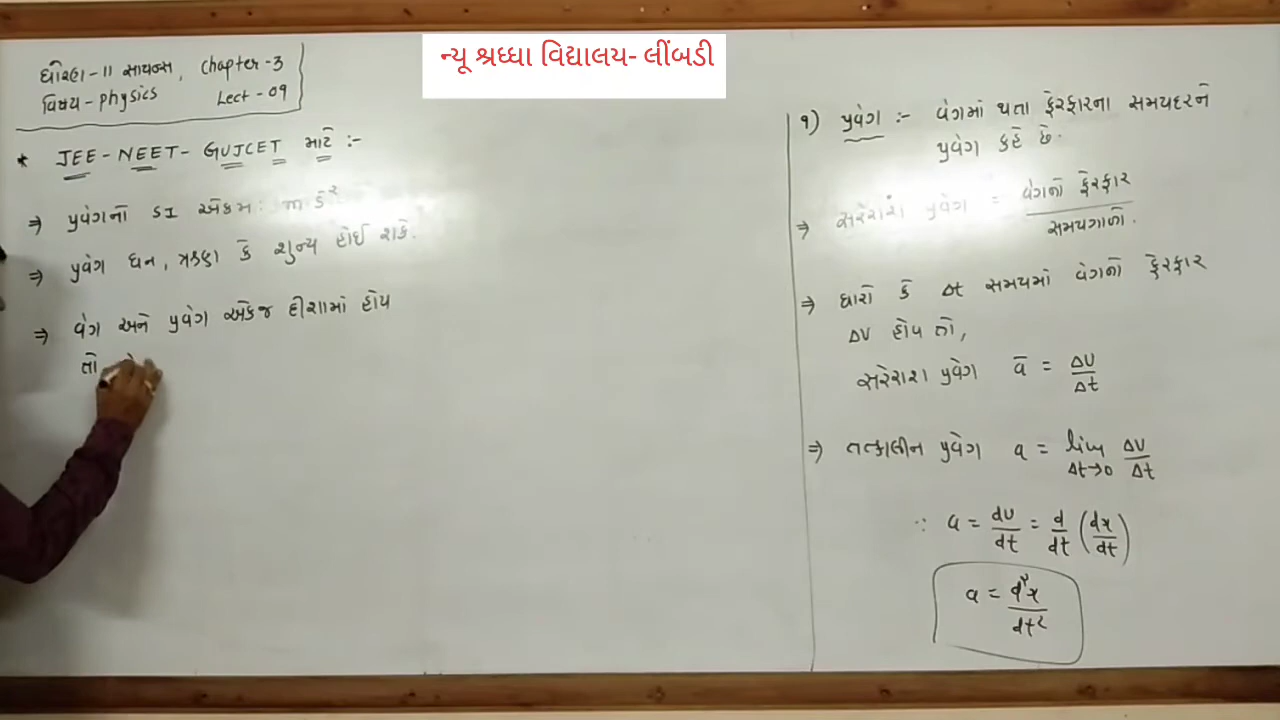 ન્યૂ શ્રધ્ધા વિદ્યાલય- લીંબડી
ધોરણ - 11 સાયન્સ, Chapter - 3
વિષય - Physics Lect - 09
* JEE - NEET - GUJCET માટે :-
⇒ પ્રવેગનો SI એકમ :
⇒ પ્રવેગ ધન, ઋણ કે શુન્ય હોઈ શકે.
⇒ વેગ અને પ્રવેગ એકજ દીશામાં હોય
તો
૧) પ્રવેગ :- વેગમાં થતા ફેરફારના સમયદરને
પ્રવેગ કહે છે.
⇒ સરેરાશ પ્રવેગ = વેગનો ફેરફાર / સમયગાળો.
⇒ ધારો કે Δt સમયમાં વેગનો ફેરફાર
Δv હોય તો,
સરેરાશ પ્રવેગ a̅ = Δv / Δt
⇒ તત્કાલીન પ્રવેગ a = lim Δt→0 Δv / Δt
∵ a = dv/dt = d/dt (dx/dt)
a = d²x / dt²